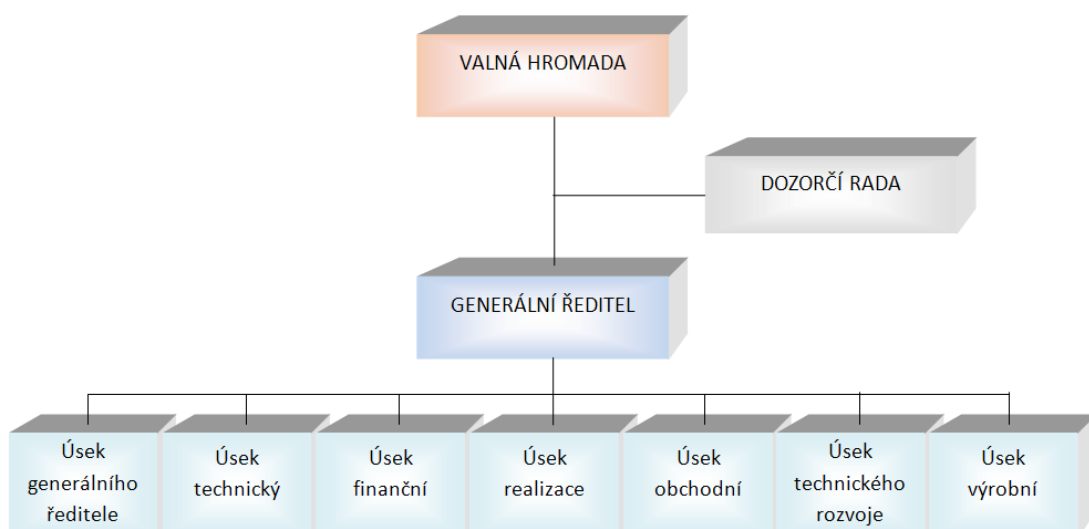 VALNÁ HROMADA
DOZORČÍ RADA
GENERÁLNÍ ŘEDITEL
Úsek
generálního
ředitele
Úsek
technický
Úsek
finanční
Úsek
realizace
Úsek
obchodní
Úsek
technického
rozvoje
Úsek
výrobní